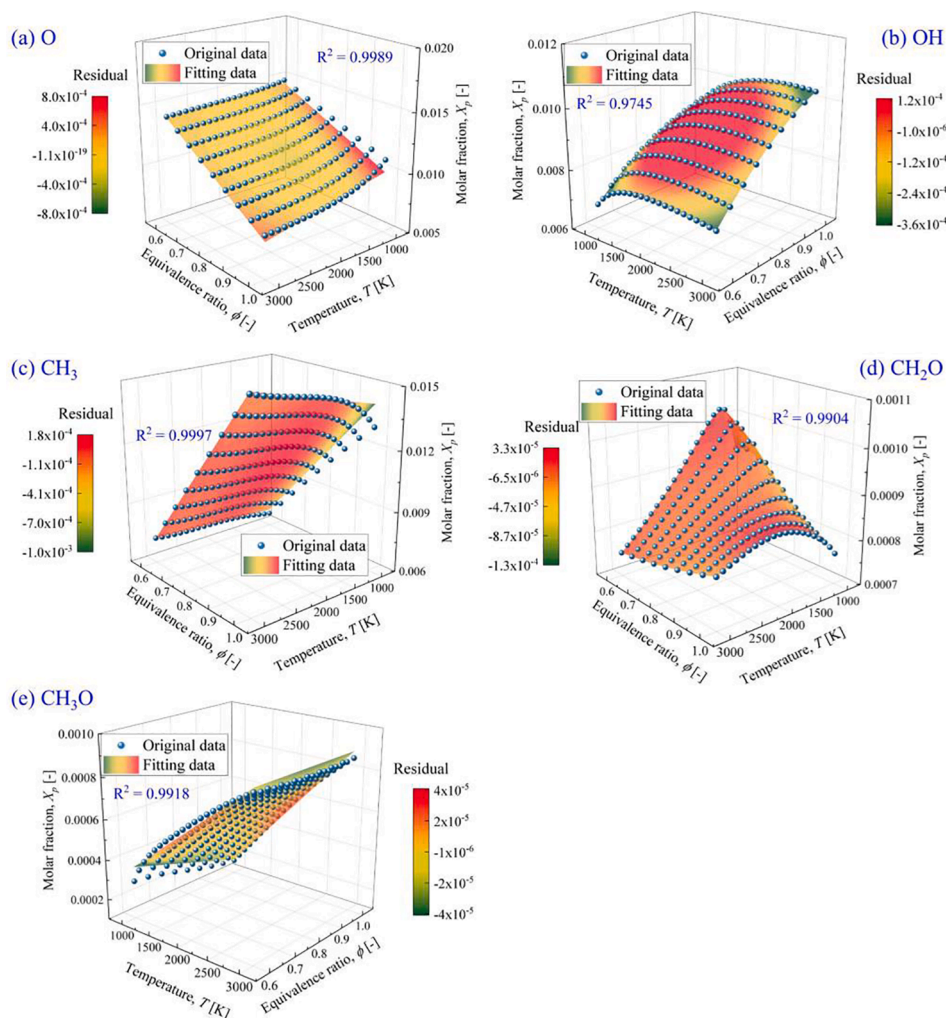 (a) O
Original data
Fitting data
R² = 0.9989
Residual
8.0x10⁻⁴
4.0x10⁻⁴
-1.1x10⁻¹⁹
-4.0x10⁻⁴
-8.0x10⁻⁴
0.020
0.015
0.010
0.005
Molar fraction, Xₚ [-]
0.6
0.7
0.8
0.9
1.0
Equivalence ratio, ϕ [-]
3000
2500
2000
1500
1000
Temperature, T [K]
(b) OH
Original data
Fitting data
R² = 0.9745
Residual
1.2x10⁻⁴
-1.0x10⁻⁶
-1.2x10⁻⁴
-2.4x10⁻⁴
-3.6x10⁻⁴
0.012
0.010
0.008
0.006
Molar fraction, Xₚ [-]
1000
1500
2000
2500
3000
Temperature, T [K]
0.6
0.7
0.8
0.9
1.0
Equivalence ratio, ϕ [-]
(c) CH₃
Residual
1.8x10⁻⁴
-1.1x10⁻⁴
-4.1x10⁻⁴
-7.0x10⁻⁴
-1.0x10⁻³
R² = 0.9997
Original data
Fitting data
0.015
0.012
0.009
0.006
Molar fraction, Xₚ [-]
0.6
0.7
0.8
0.9
1.0
Equivalence ratio, ϕ [-]
3000
2500
2000
1500
1000
Temperature, T [K]
(d) CH₂O
Original data
Fitting data
R² = 0.9904
Residual
3.3x10⁻⁵
-6.5x10⁻⁶
-4.7x10⁻⁵
-8.7x10⁻⁵
-1.3x10⁻⁴
0.0011
0.0010
0.0009
0.0008
0.0007
Molar fraction, Xₚ [-]
0.6
0.7
0.8
0.9
1.0
Equivalence ratio, ϕ [-]
3000
2500
2000
1500
1000
Temperature, T [K]
(e) CH₃O
Original data
Fitting data
R² = 0.9918
Residual
4x10⁻⁵
2x10⁻⁵
-1x10⁻⁶
-2x10⁻⁵
-4x10⁻⁵
0.0010
0.0008
0.0006
0.0004
0.0002
Molar fraction, Xₚ [-]
1000
1500
2000
2500
3000
Temperature, T [K]
0.6
0.7
0.8
0.9
1.0
Equivalence ratio, ϕ [-]